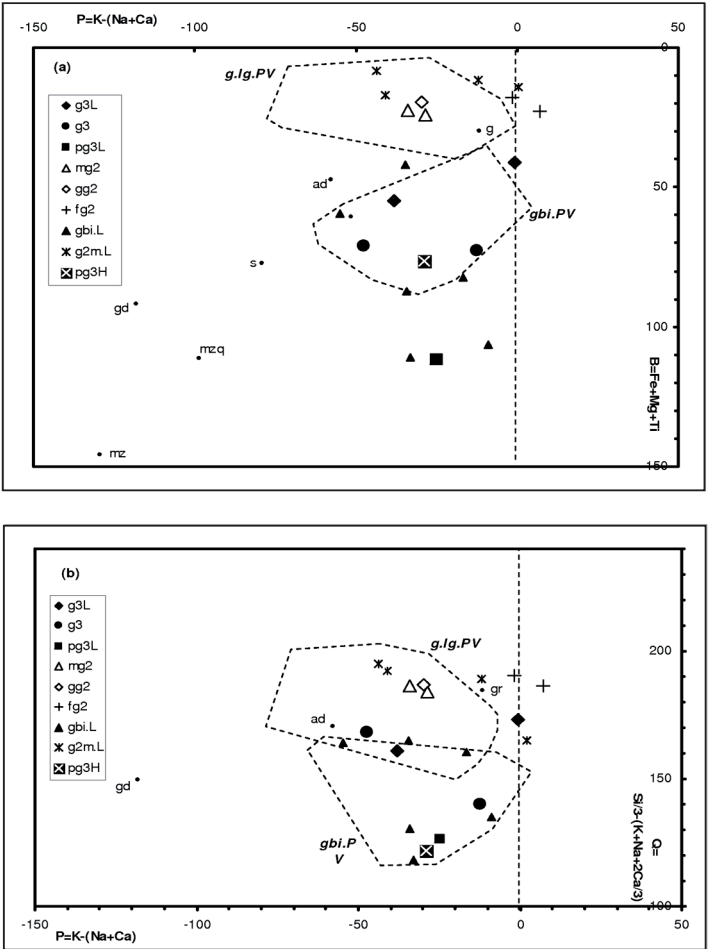 P=K-(Na+Ca)
-150 -100 -50 0 50
(a)
g.lg.PV
g3L
g3
pg3L
mg2
gg2
fg2
gbi.L
g2m.L
pg3H
g
ad
gbi.PV
s
gd
mzq
mz
0
50
100
150
B=Fe+Mg+Ti
(b)
g.lg.PV
g3L
g3
pg3L
mg2
gg2
fg2
gbi.L
g2m.L
pg3H
gr
ad
gd
gbi.P
V
200
150
100
Q=
Si/3-(K+Na+2Ca/3)
-150 -100 -50 0 50
P=K-(Na+Ca)